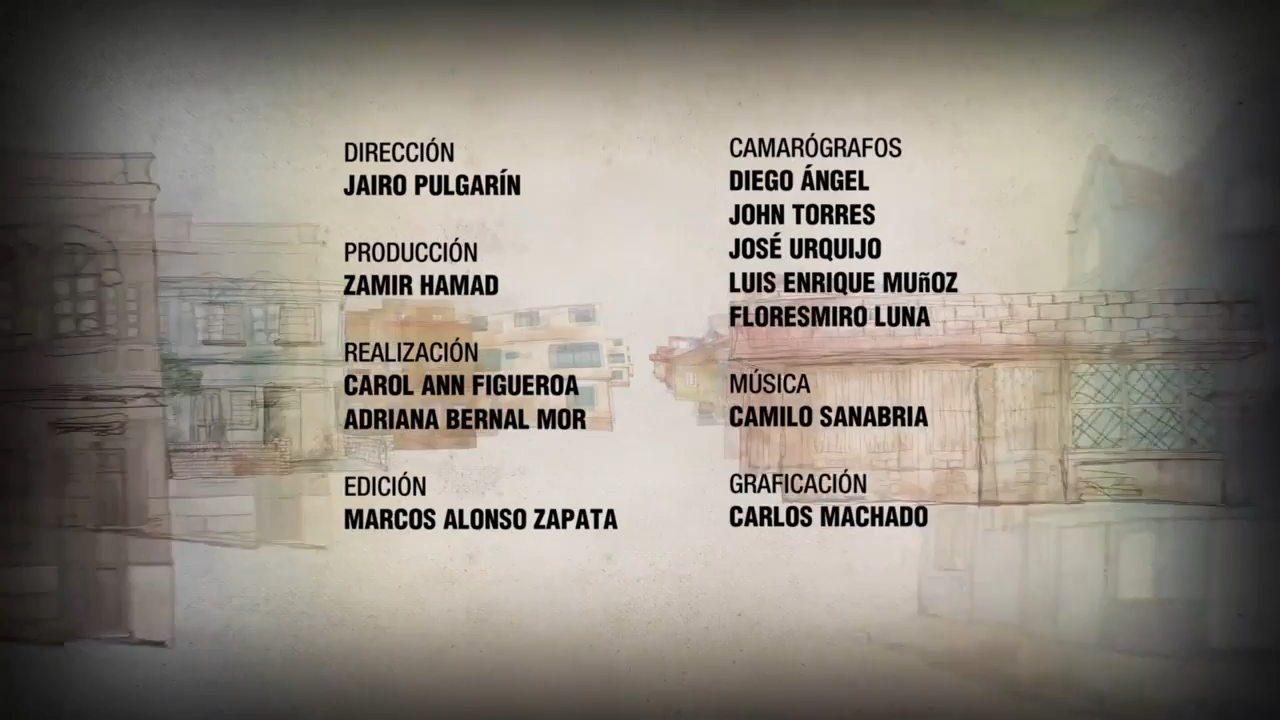 DIRECCIÓN
JAIRO PULGARÍN
PRODUCCIÓN
ZAMIR HAMAD
REALIZACIÓN
CAROL ANN FIGUEROA
ADRIANA BERNAL MOR
EDICIÓN
MARCOS ALONSO ZAPATA
CAMARÓGRAFOS
DIEGO ÁNGEL
JOHN TORRES
JOSÉ URQUIJO
LUIS ENRIQUE MUñOZ
FLORESMIRO LUNA
MÚSICA
CAMILO SANABRIA
GRAFICACIÓN
CARLOS MACHADO